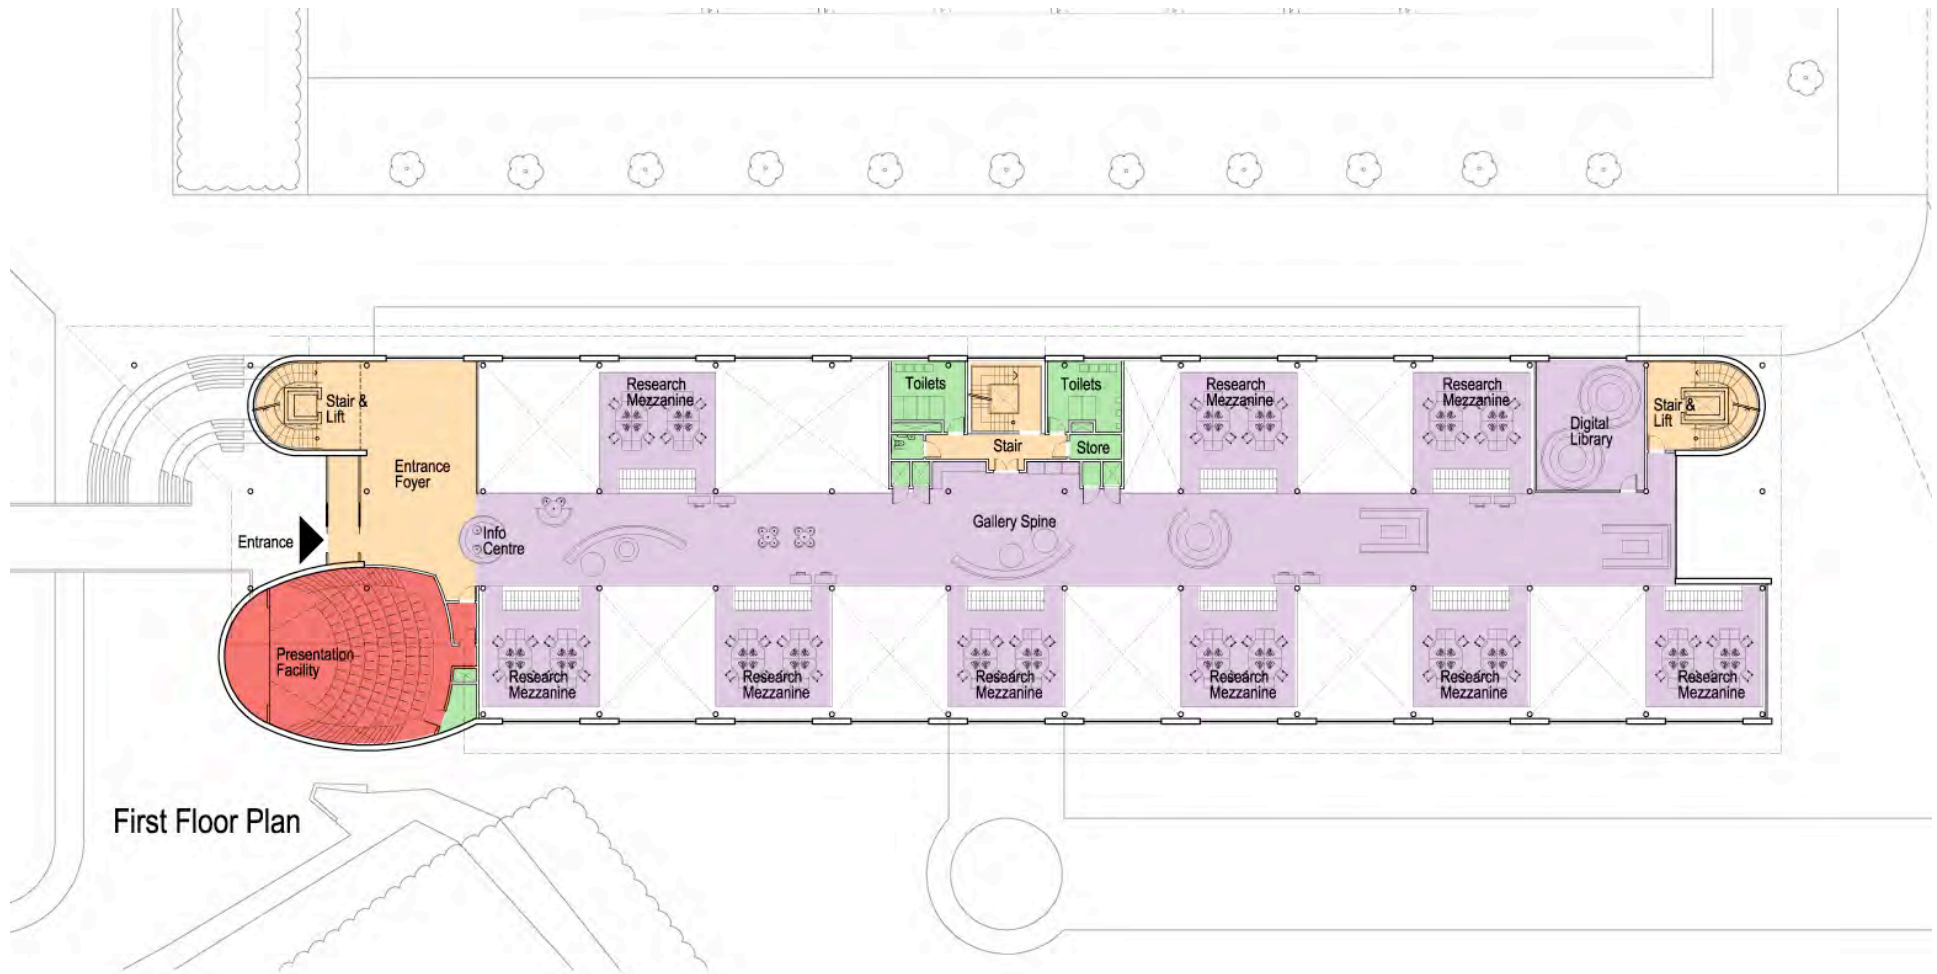 Research
Mezzanine
Toilets
Toilets
Research
Mezzanine
Research
Mezzanine
Stair &
Lift
Stair &
Lift
Digital
Library
Stair
Store
Entrance
Foyer
Gallery Spine
Info
Centre
Entrance
Presentation
Facility
Research
Mezzanine
Research
Mezzanine
Research
Mezzanine
Research
Mezzanine
Research
Mezzanine
Research
Mezzanine
First Floor Plan